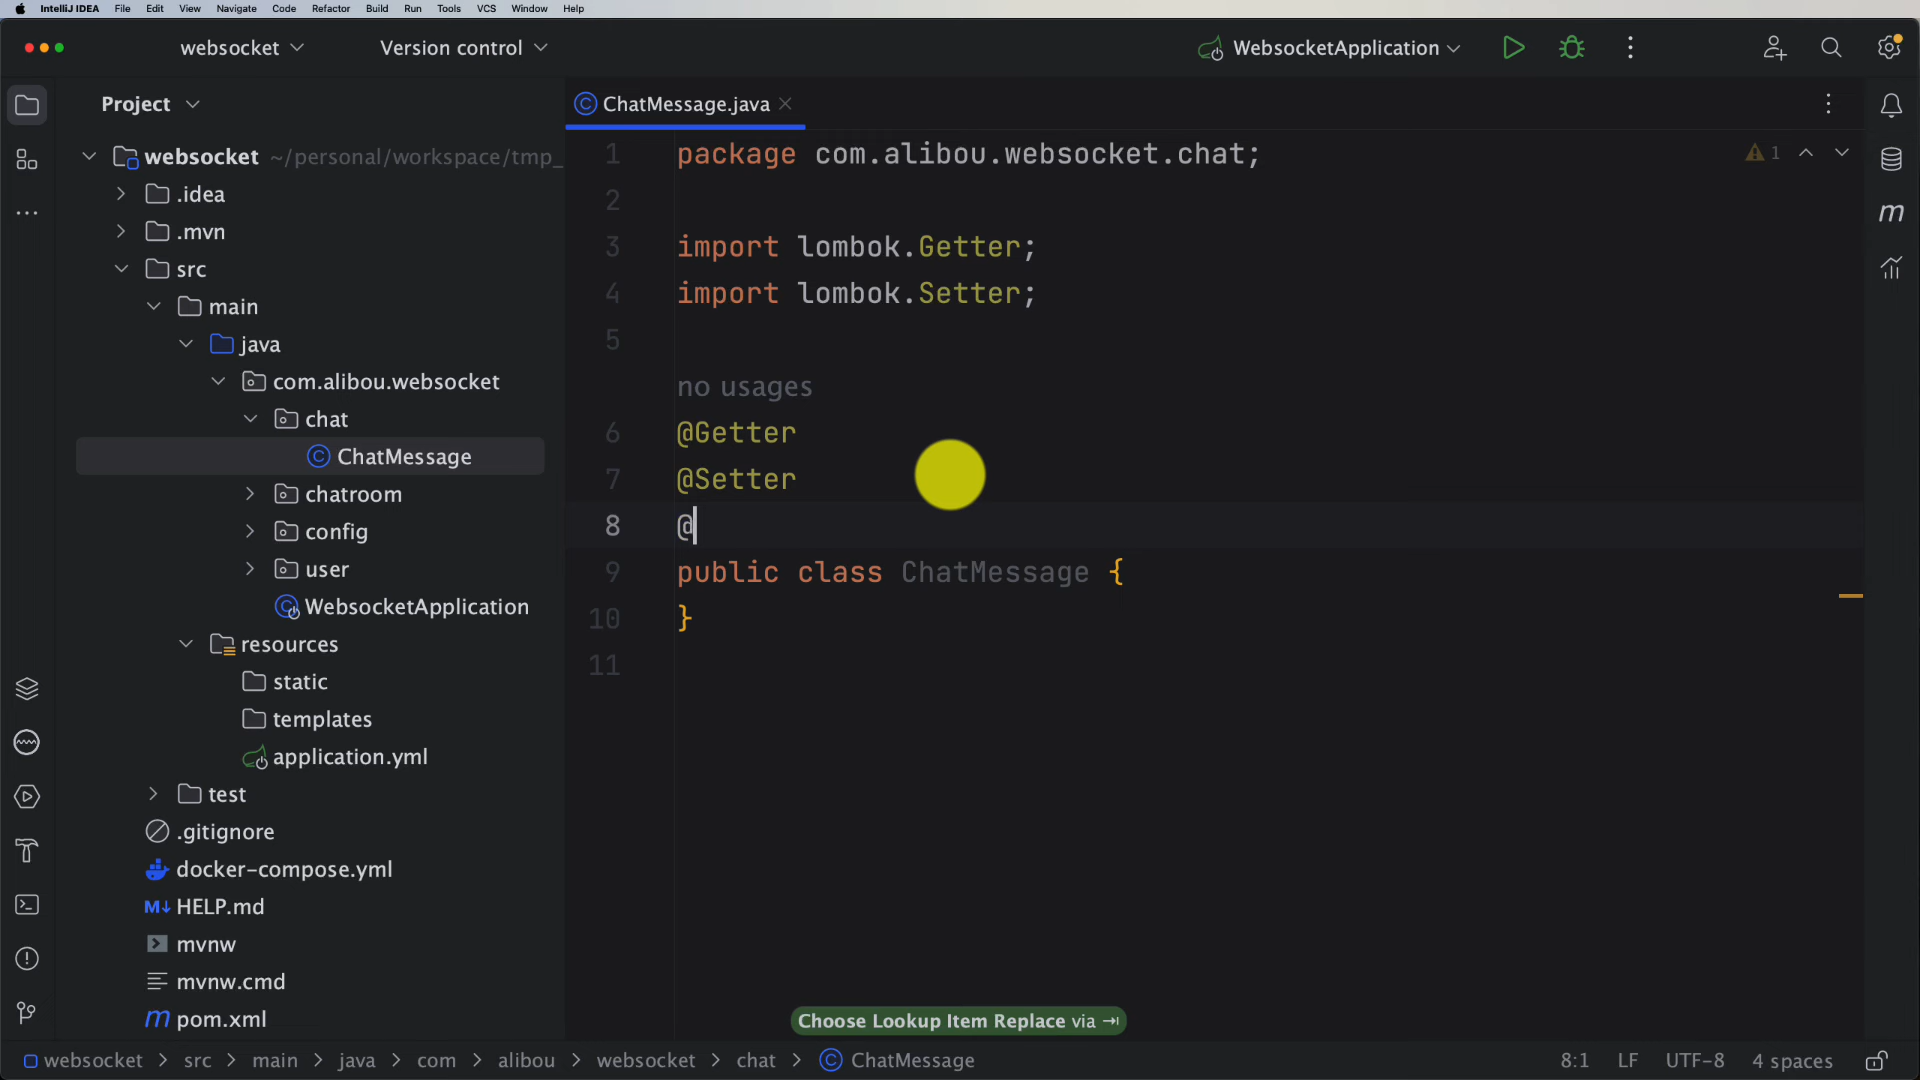 IntelliJ IDEA File Edit View Navigate Code Refactor Build Run Tools VCS Window Help
websocket Version control WebsocketApplication
Project
websocket ~/personal/workspace/tmp_
.idea
.mvn
src
main
java
com.alibou.websocket
chat
ChatMessage
chatroom
config
user
WebsocketApplication
resources
static
templates
application.yml
test
.gitignore
docker-compose.yml
M↓ HELP.md
mvnw
mvnw.cmd
m pom.xml
ChatMessage.java
1 package com.alibou.websocket.chat;
2
3 import lombok.Getter;
4 import lombok.Setter;
5
no usages
6 @Getter
7 @Setter
8 @
9 public class ChatMessage {
10 }
11
1
m
Choose Lookup Item Replace via ⇥
websocket > src > main > java > com > alibou > websocket > chat > ChatMessage
8:1 LF UTF-8 4 spaces